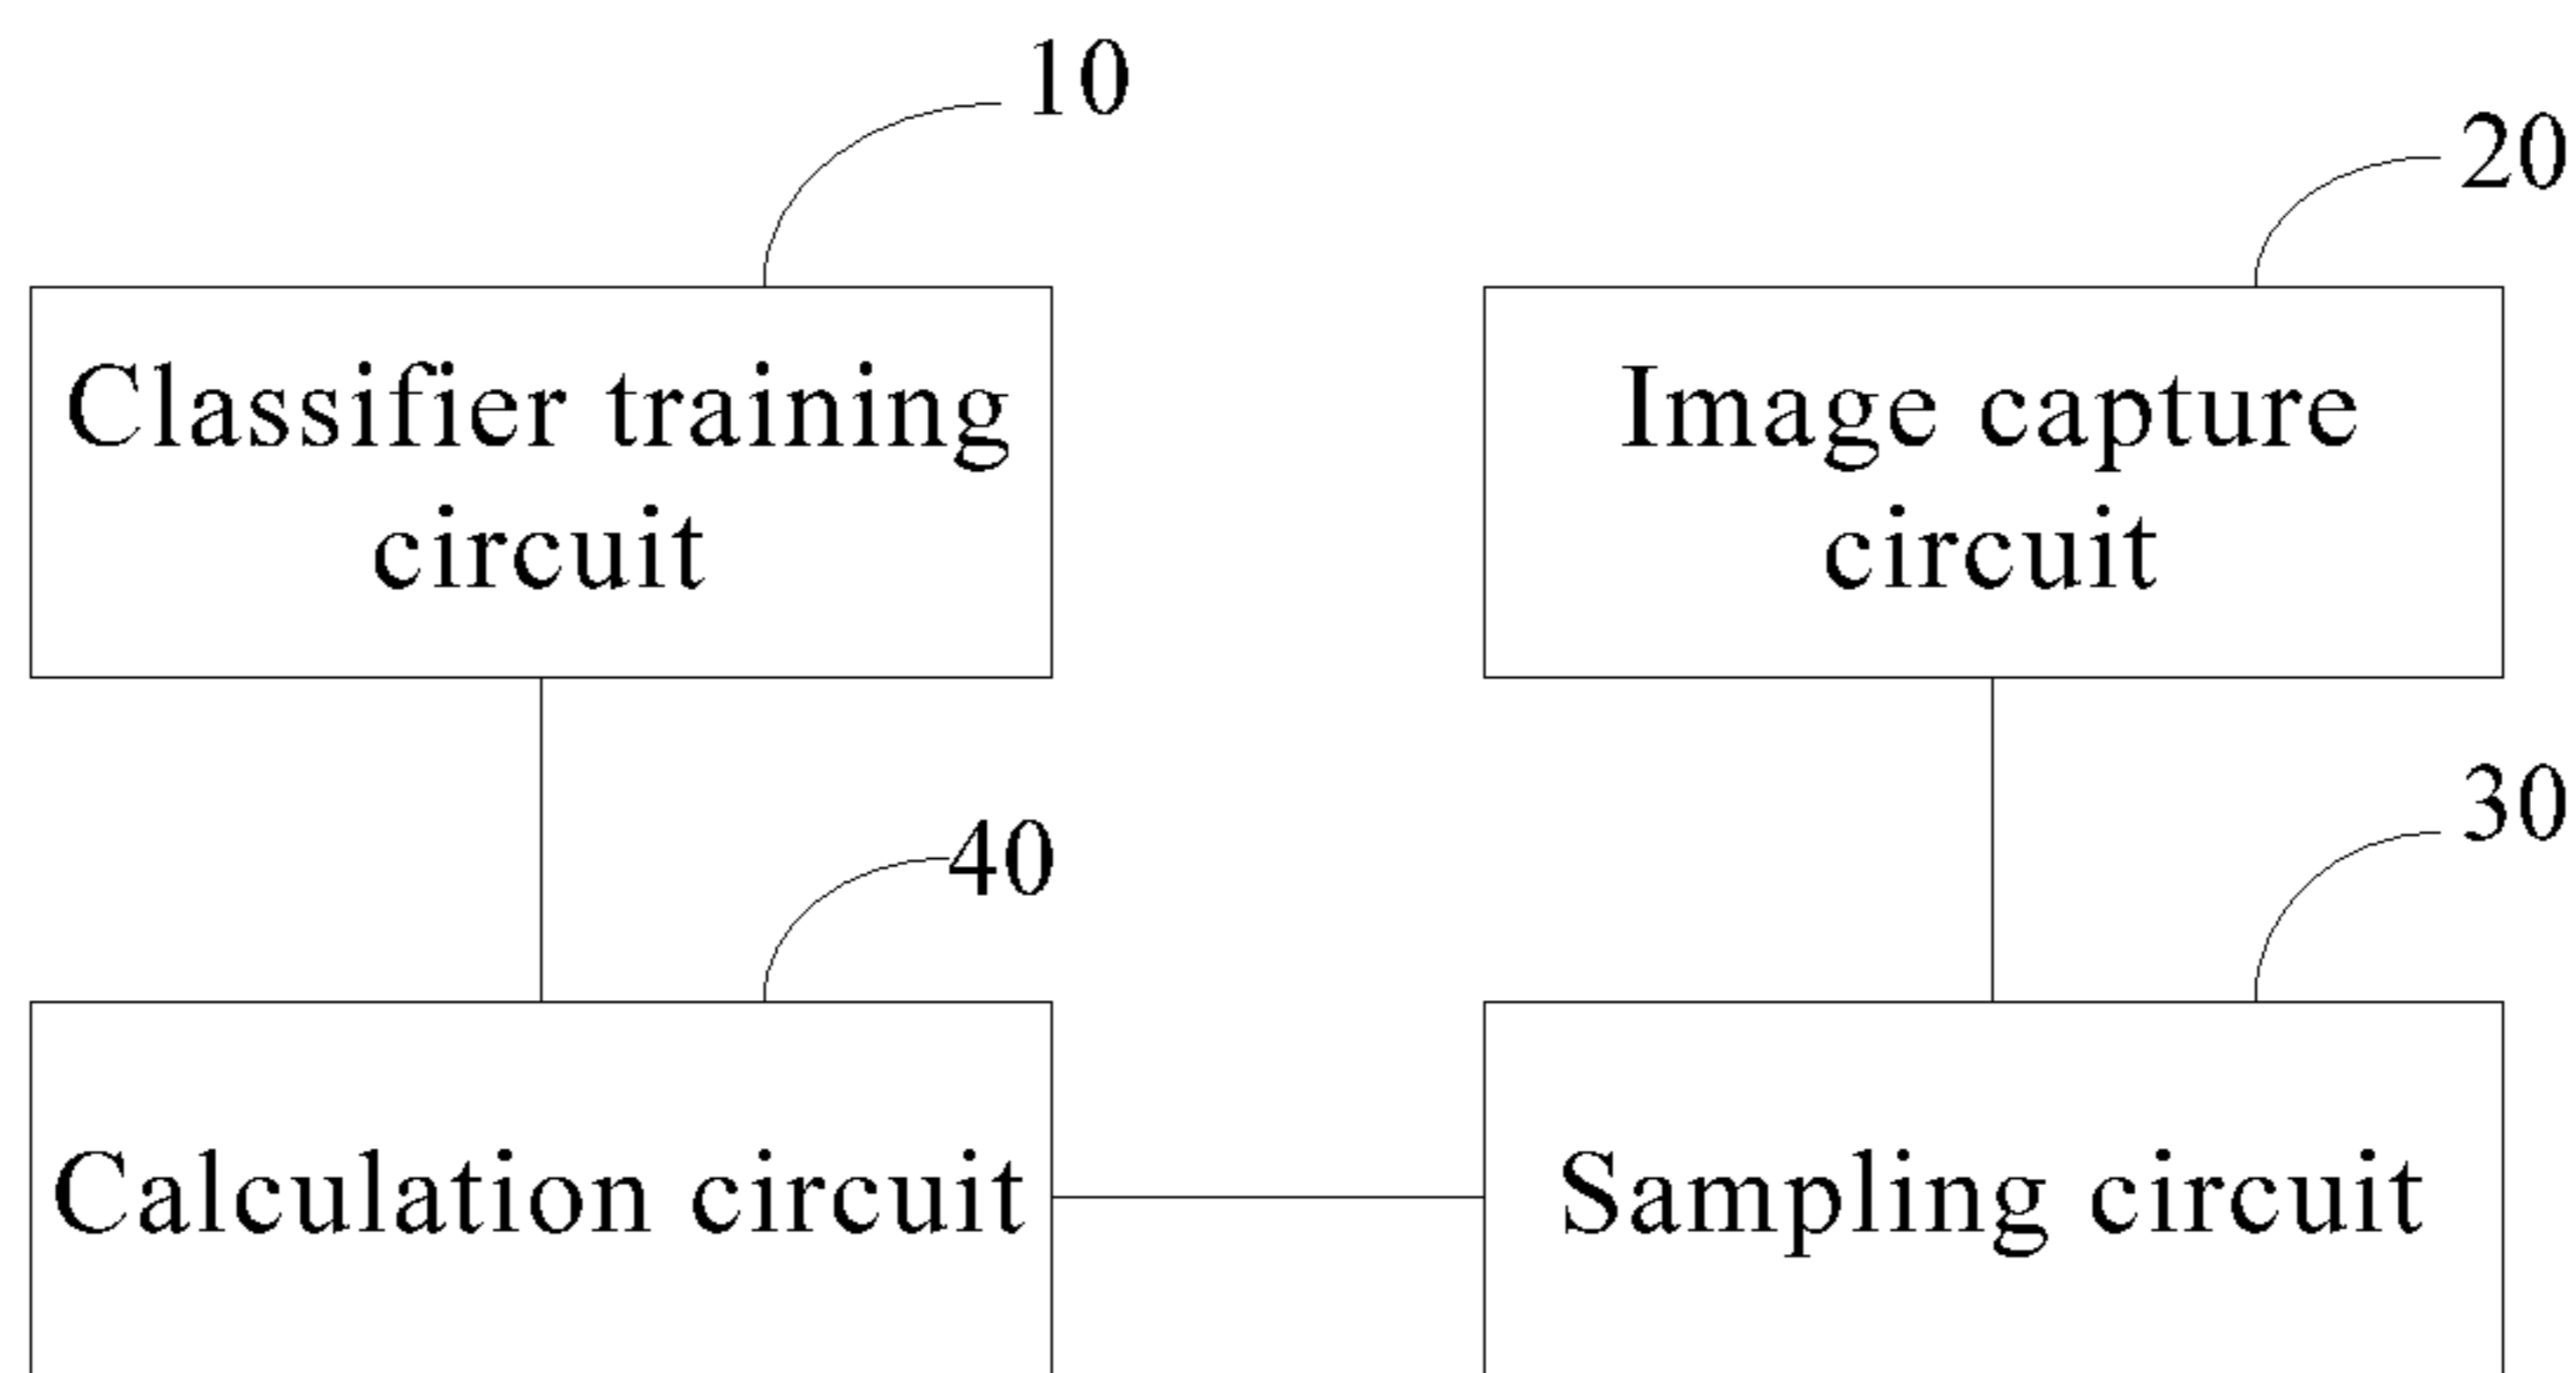 10
20
Classifier training
circuit
Image capture
circuit
40
30
Calculation circuit
Sampling circuit